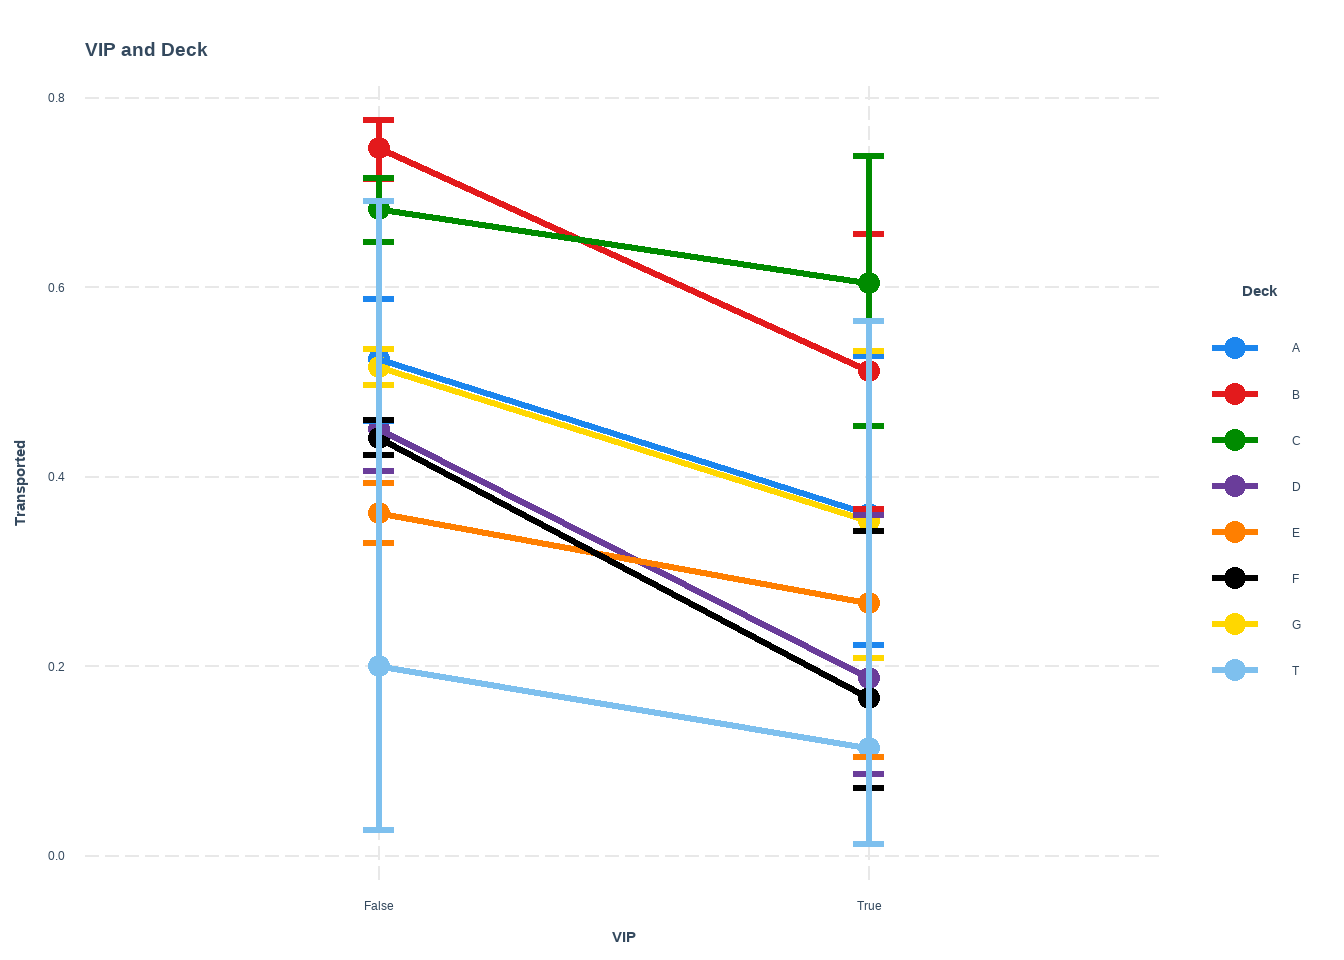 VIP and Deck
0.8
0.6
0.4
0.2
0.0
Transported
False
True
VIP
Deck
A
B
C
D
E
F
G
T